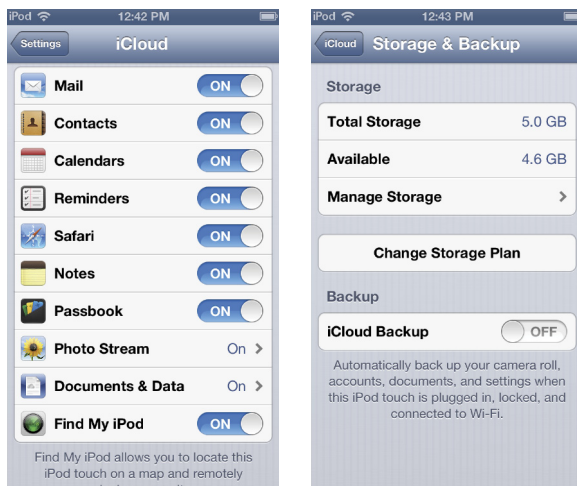 iPod 12:42 PM
Settings iCloud
Mail ON
Contacts ON
Calendars ON
Reminders ON
Safari ON
Notes ON
Passbook ON
Photo Stream On
Documents & Data On
Find My iPod ON
Find My iPod allows you to locate this
iPod touch on a map and remotely
iPod 12:43 PM
iCloud Storage & Backup
Storage
Total Storage 5.0 GB
Available 4.6 GB
Manage Storage
Change Storage Plan
Backup
iCloud Backup OFF
Automatically back up your camera roll,
accounts, documents, and settings when
this iPod touch is plugged in, locked, and
connected to Wi-Fi.